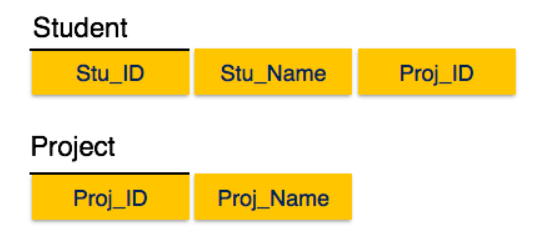 Student
Stu_ID Stu_Name Proj_ID
Project
Proj_ID Proj_Name